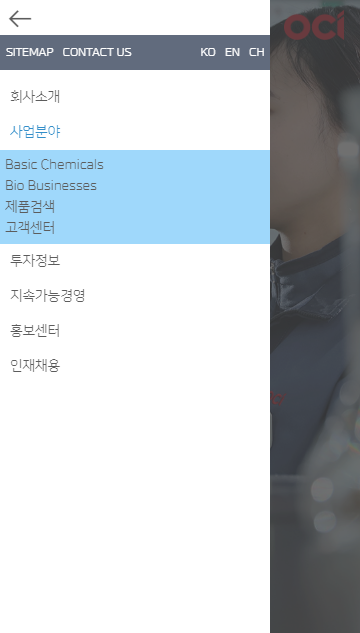 oci
SITEMAP CONTACT US KO EN CH
회사소개
사업분야
Basic Chemicals
Bio Businesses
제품검색
고객센터
투자정보
지속가능경영
홍보센터
인재채용